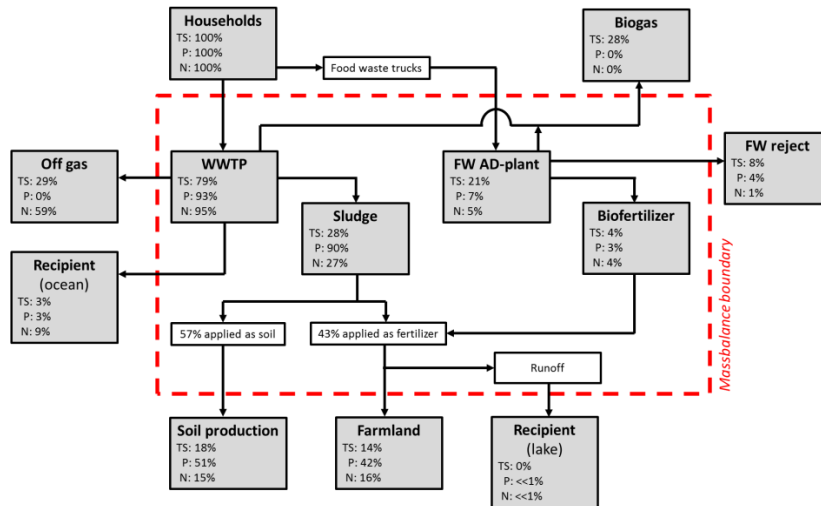 Households
TS: 100%
P: 100%
N: 100%
Food waste trucks
Biogas
TS: 28%
P: 0%
N: 0%
Off gas
TS: 29%
P: 0%
N: 59%
WWTP
TS: 79%
P: 93%
N: 95%
FW AD-plant
TS: 21%
P: 7%
N: 5%
FW reject
TS: 8%
P: 4%
N: 1%
Sludge
TS: 28%
P: 90%
N: 27%
Biofertilizer
TS: 4%
P: 3%
N: 4%
Recipient
(ocean)
TS: 3%
P: 3%
N: 9%
57% applied as soil
43% applied as fertilizer
Runoff
Massbalance boundary
Soil production
TS: 18%
P: 51%
N: 15%
Farmland
TS: 14%
P: 42%
N: 16%
Recipient
(lake)
TS: 0%
P: <<1%
N: <<1%